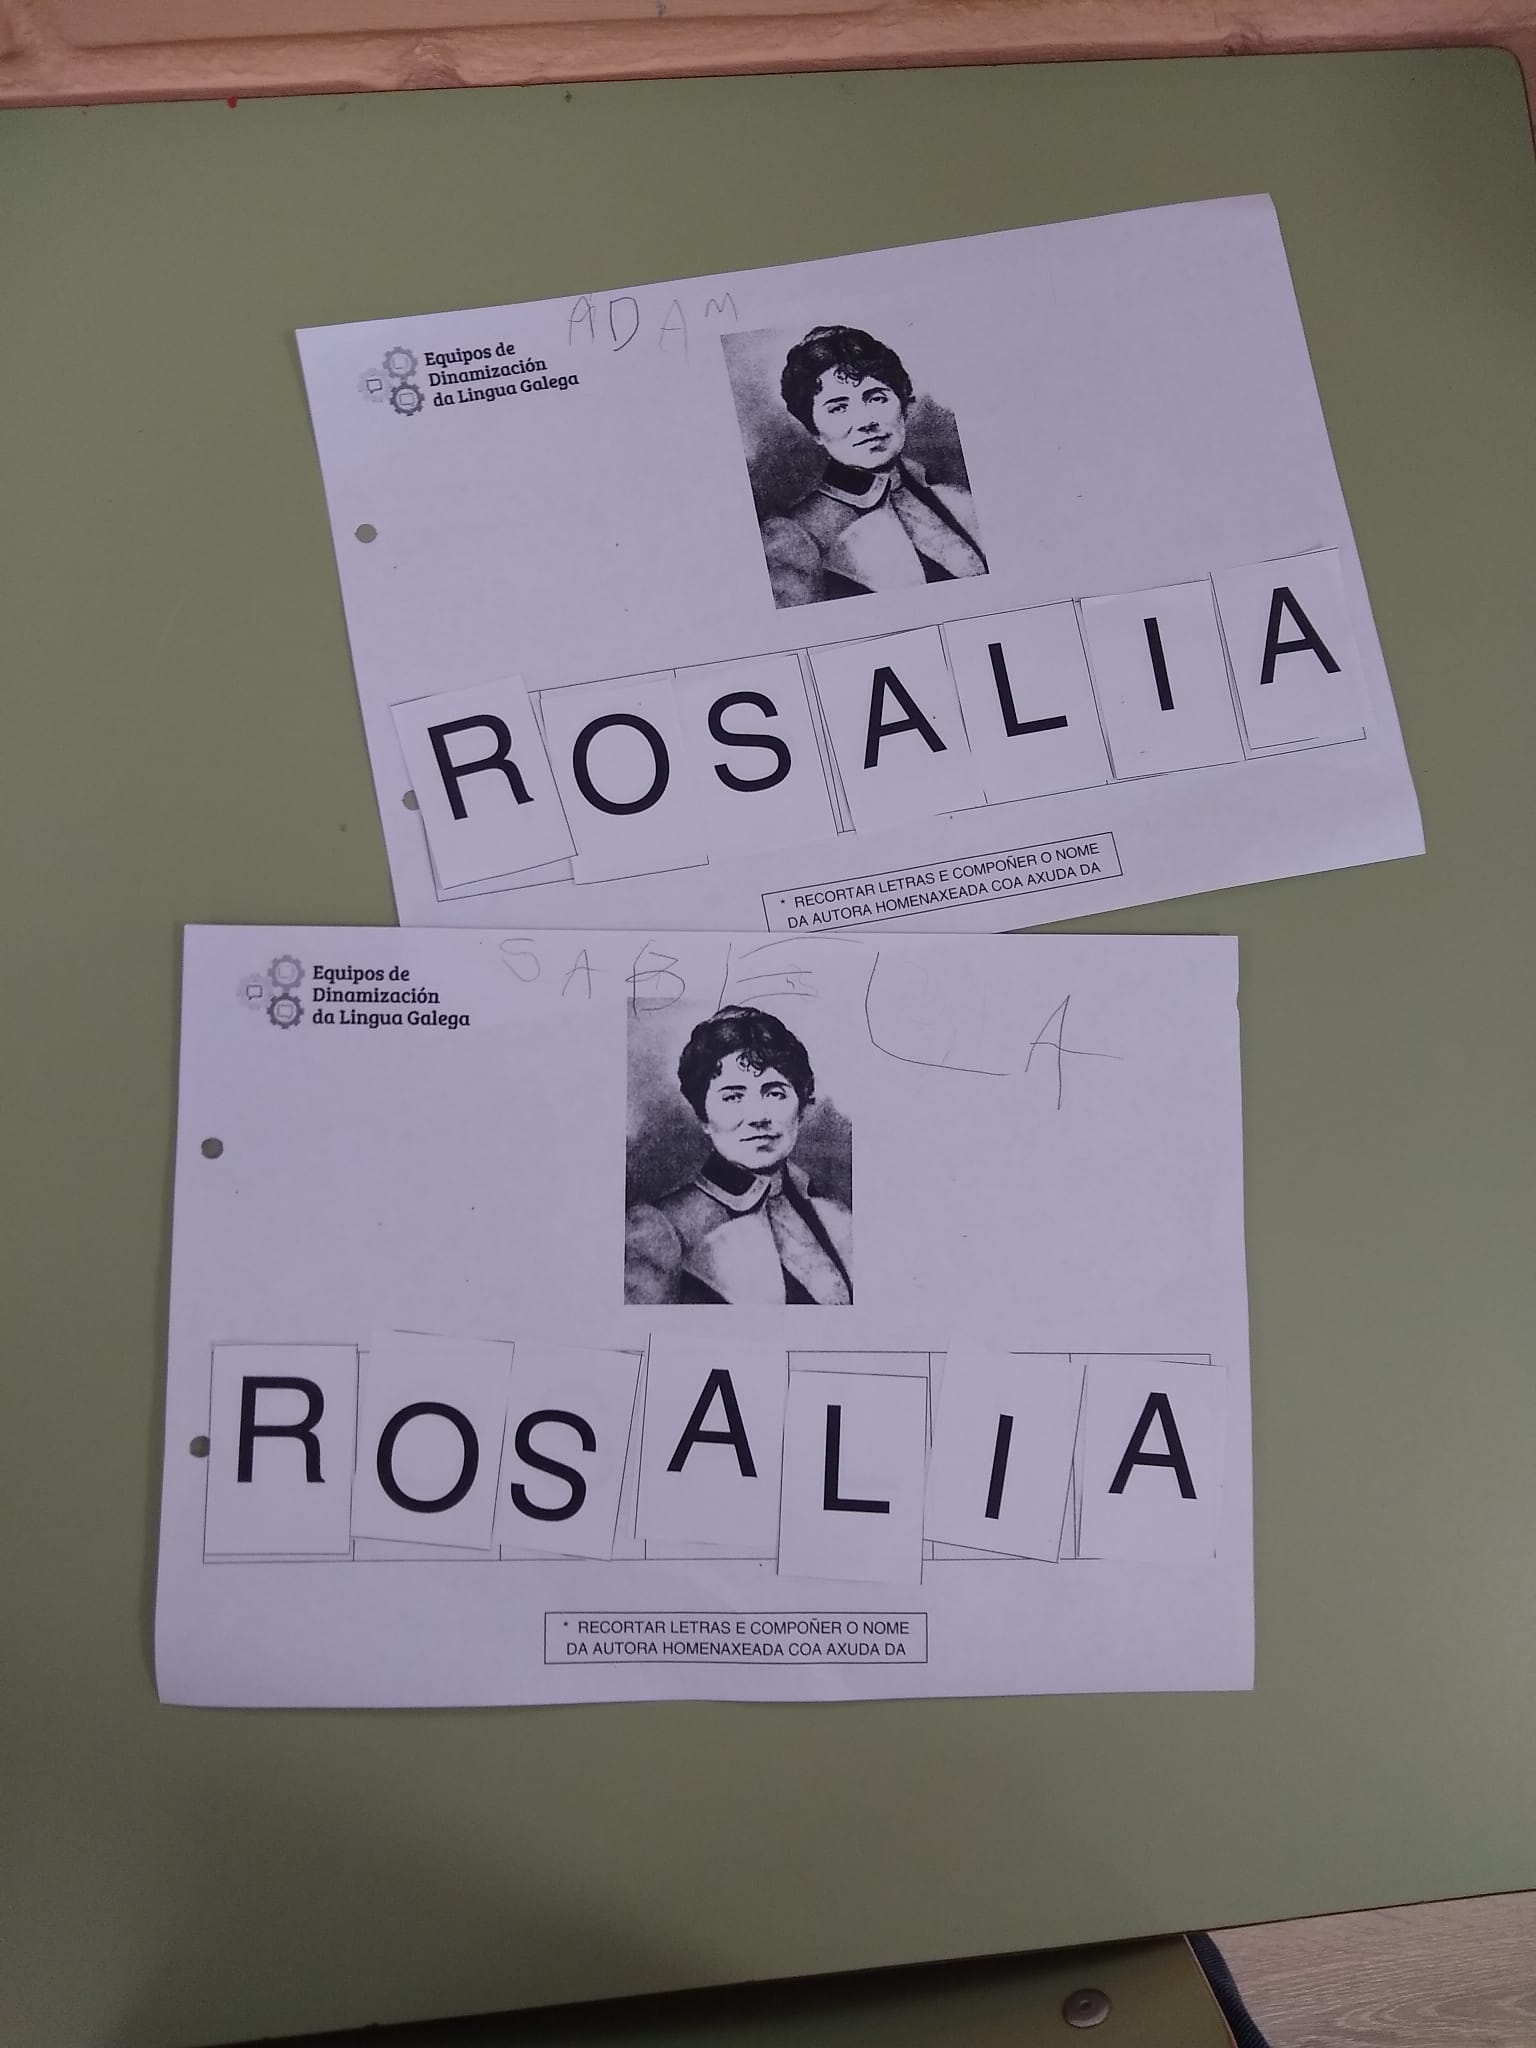 ADAM
Equipos de
Dinamización
da Lingua Galega
ROSALIA
* RECORTAR LETRAS E COMPOÑER O NOME
DA AUTORA HOMENAXEADA COA AXUDA DA
SABELA
Equipos de
Dinamización
da Lingua Galega
ROSALIA
* RECORTAR LETRAS E COMPOÑER O NOME
DA AUTORA HOMENAXEADA COA AXUDA DA